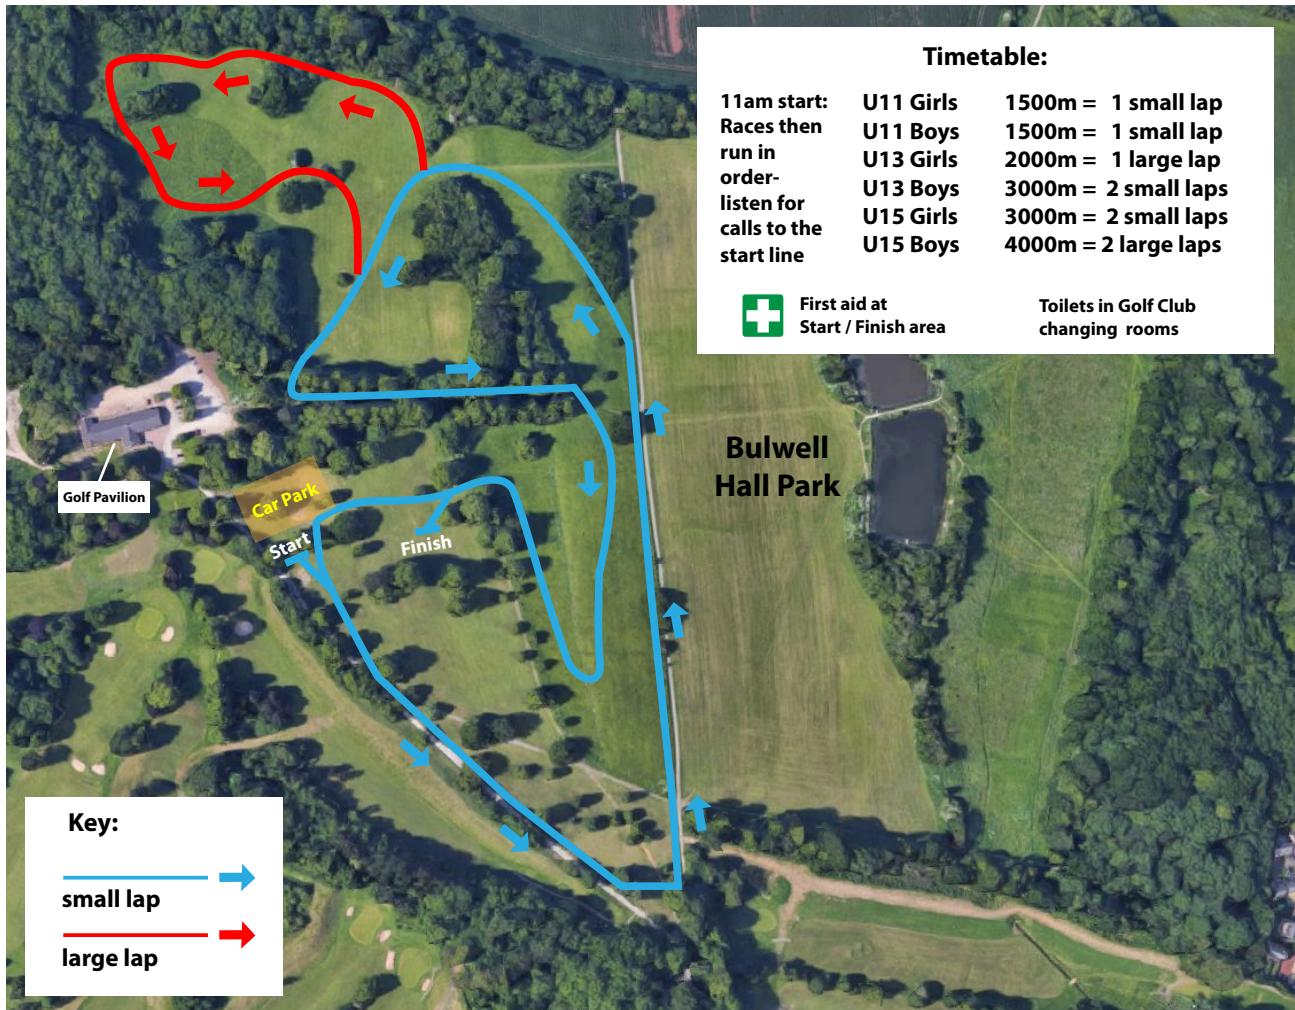 Timetable:
11am start:
Races then
run in
order-
listen for
calls to the
start line
U11 Girls 1500m = 1 small lap
U11 Boys 1500m = 1 small lap
U13 Girls 2000m = 1 large lap
U13 Boys 3000m = 2 small laps
U15 Girls 3000m = 2 small laps
U15 Boys 4000m = 2 large laps
First aid at
Start / Finish area
Toilets in Golf Club
changing rooms
Bulwell
Hall Park
Golf Pavilion
Car Park
Start
Finish
Key:
small lap
large lap